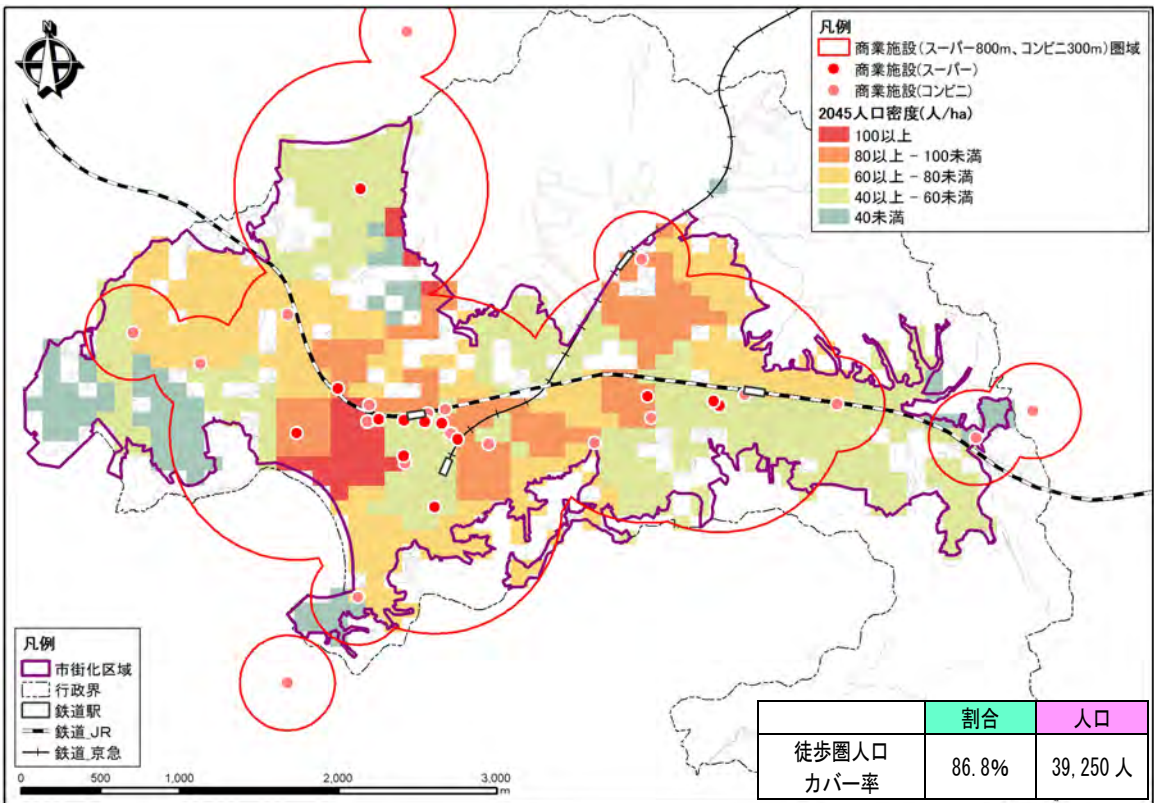 N
凡例
商業施設(スーパー800m、コンビニ300m)圏域
商業施設(スーパー)
商業施設(コンビニ)
2045人口密度(人/ha)
100以上
80以上 - 100未満
60以上 - 80未満
40以上 - 60未満
40未満
凡例
市街化区域
行政界
鉄道駅
鉄道_JR
鉄道_京急
0 500 1,000 2,000 3,000
m
割合 人口
徒歩圏人口
カバー率
86.8% 39,250 人